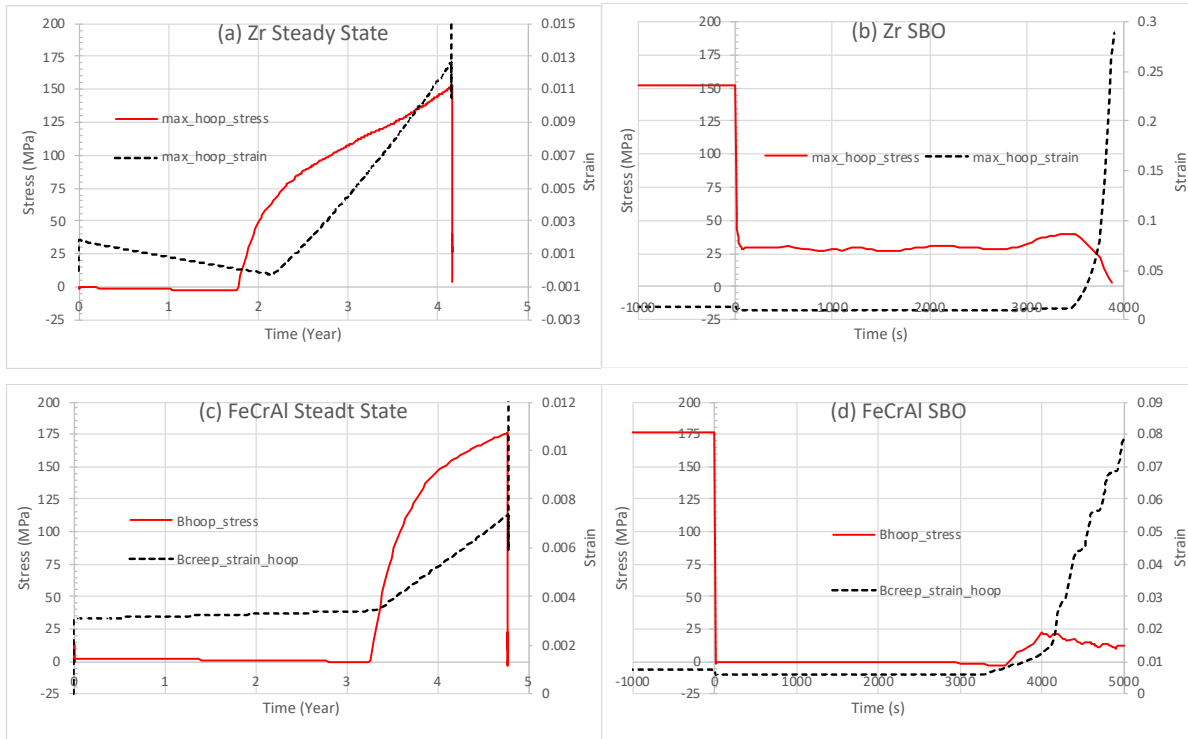 (a) Zr Steady State
200
175
150
125
100
75
50
25
0
-25
0.015
0.013
0.011
0.009
0.007
0.005
0.003
0.001
-0.001
-0.003
Stress (MPa)
Strain
max_hoop_stress
max_hoop_strain
0 1 2 3 4 5
Time (Year)
(b) Zr SBO
200
175
150
125
100
75
50
25
0
-25
0.3
0.25
0.2
0.15
0.1
0.05
0
Stress (MPa)
Strain
max_hoop_stress max_hoop_strain
-1000 0 1000 2000 3000 4000
Time (s)
(c) FeCrAl Steadt State
200
175
150
125
100
75
50
25
0
-25
0.012
0.01
0.008
0.006
0.004
0.002
0
Stress (MPa)
Strain
Bhoop_stress
Bcreep_strain_hoop
0 1 2 3 4 5
Time (Year)
(d) FeCrAl SBO
200
175
150
125
100
75
50
25
0
-25
0.09
0.08
0.07
0.06
0.05
0.04
0.03
0.02
0.01
0
Stress (MPa)
Strain
Bhoop_stress
Bcreep_strain_hoop
-1000 0 1000 2000 3000 4000 5000
Time (s)